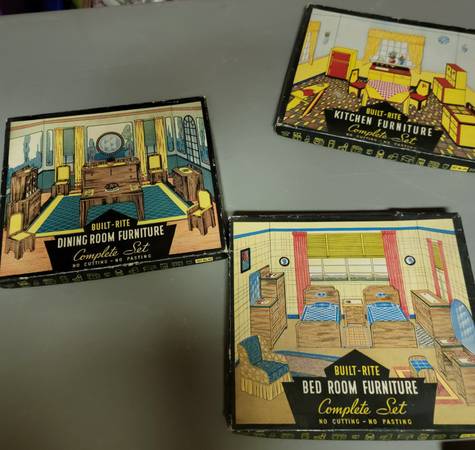 BUILT-RITE
KITCHEN FURNITURE
Complete Set
NO CUTTING - NO PASTING
BUILT-RITE
DINING ROOM FURNITURE
Complete Set
NO CUTTING - NO PASTING
BUILT-RITE
BED ROOM FURNITURE
Complete Set
NO CUTTING - NO PASTING